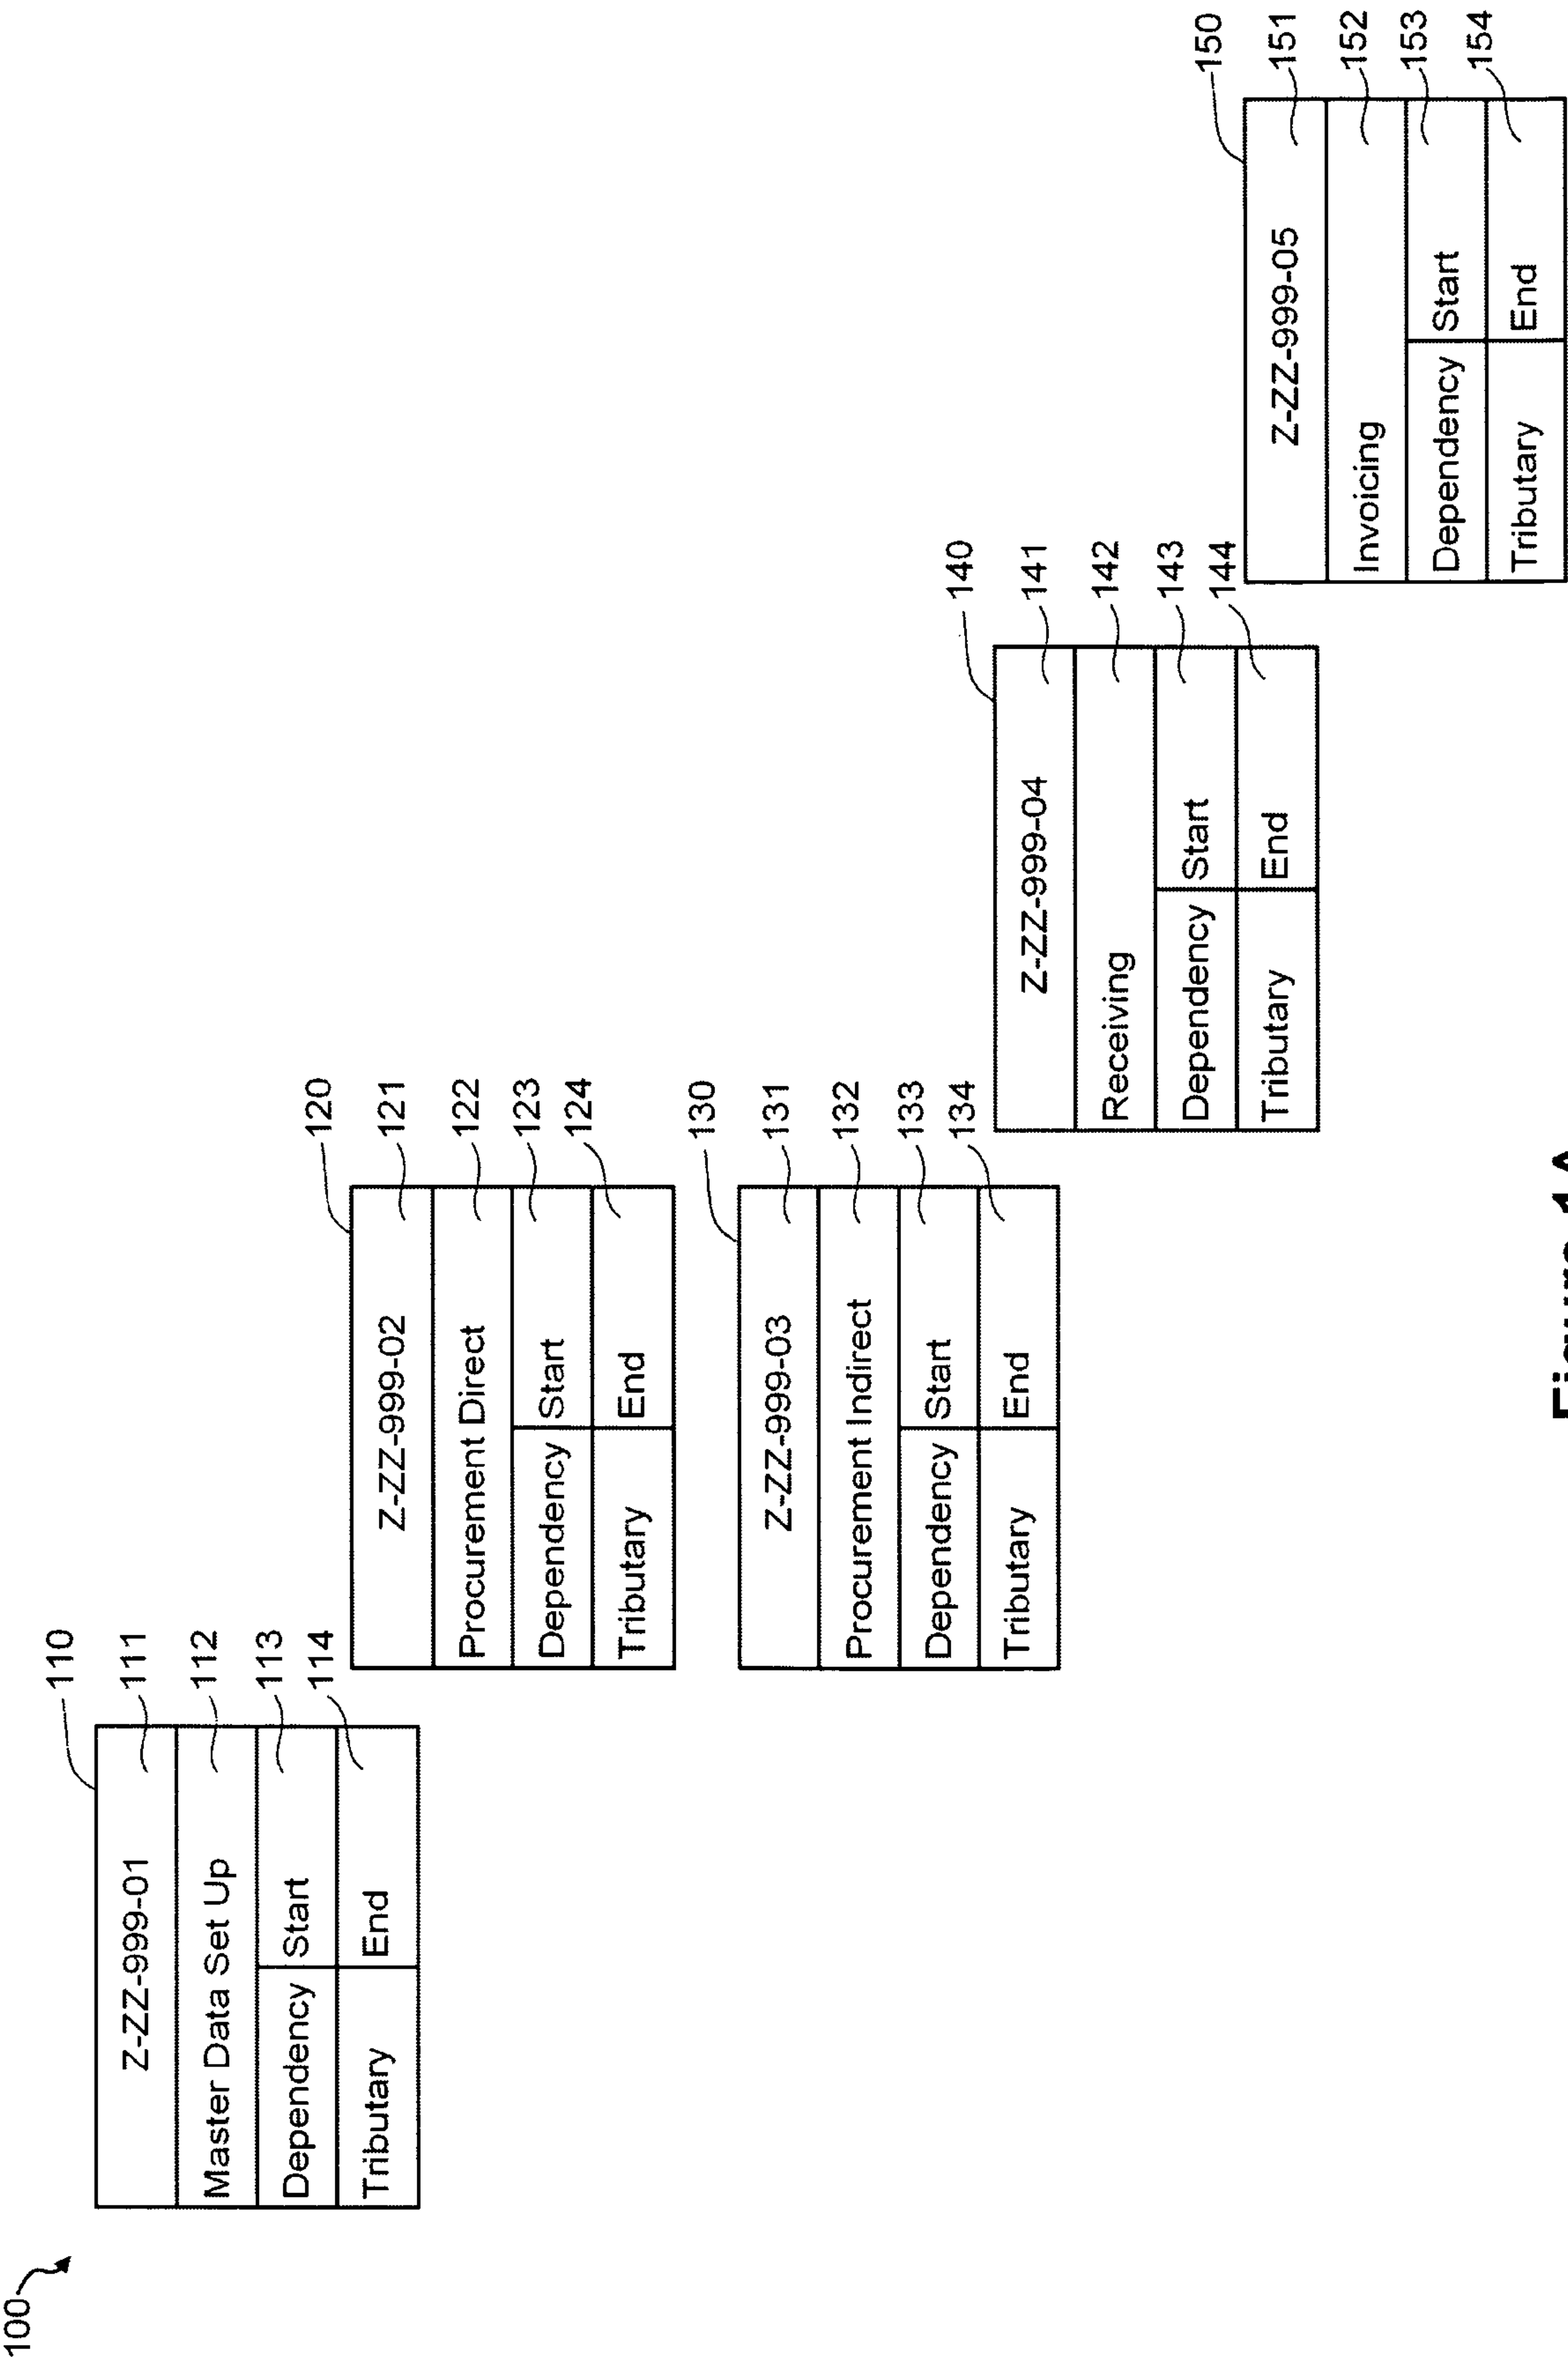 100
110
Z-ZZ-999-01 111
Master Data Set Up 112
Dependency Start 113
Tributary End 114
120
Z-ZZ-999-02 121
Procurement Direct 122
Dependency Start 123
Tributary End 124
130
Z-ZZ-999-03 131
Procurement Indirect 132
Dependency Start 133
Tributary End 134
140
Z-ZZ-999-04 141
Receiving 142
Dependency Start 143
Tributary End 144
150
Z-ZZ-999-05 151
Invoicing 152
Dependency Start 153
Tributary End 154
Figure 1A